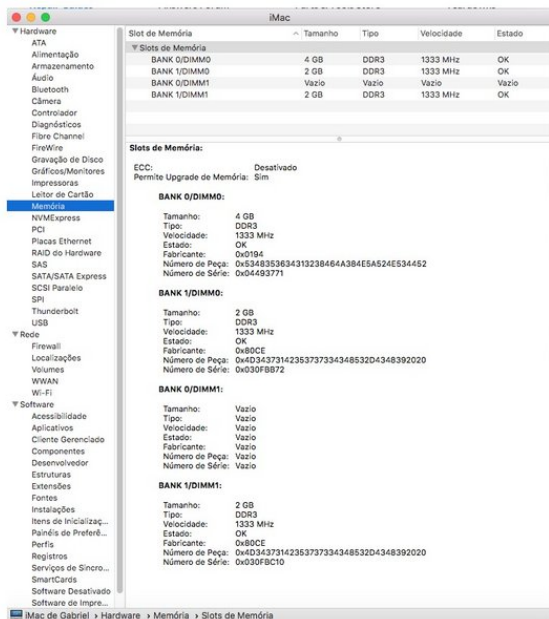 iMac
Hardware
ATA
Alimentação
Armazenamento
Áudio
Bluetooth
Câmera
Controlador
Diagnósticos
Fibre Channel
FireWire
Gravação de Disco
Gráficos/Monitores
Impressoras
Leitor de Cartão
Memória
NVMExpress
PCI
Placas Ethernet
RAID do Hardware
SAS
SATA/SATA Express
SCSI Paralelo
SPI
Thunderbolt
USB
Rede
Firewall
Localizações
Volumes
WWAN
Wi-Fi
Software
Acessibilidade
Aplicativos
Cliente Gerenciado
Componentes
Desenvolvedor
Estruturas
Extensões
Fontes
Instalações
Itens de Inicializaç...
Painéis de Preferê...
Perfis
Registros
Serviços de Sincro...
SmartCards
Software Desativado
Software de Impre...
Slot de Memória Tamanho Tipo Velocidade Estado
Slots de Memória
BANK 0/DIMM0 4 GB DDR3 1333 MHz OK
BANK 1/DIMM0 2 GB DDR3 1333 MHz OK
BANK 0/DIMM1 Vazio Vazio Vazio Vazio
BANK 1/DIMM1 2 GB DDR3 1333 MHz OK
Slots de Memória:
ECC: Desativado
Permite Upgrade de Memória: Sim
BANK 0/DIMM0:
Tamanho: 4 GB
Tipo: DDR3
Velocidade: 1333 MHz
Estado: OK
Fabricante: 0x0194
Número de Peça: 0x5348353634313238464A384E5A524E534452
Número de Série: 0x04493771
BANK 1/DIMM0:
Tamanho: 2 GB
Tipo: DDR3
Velocidade: 1333 MHz
Estado: OK
Fabricante: 0x80CE
Número de Peça: 0x4D34373142353737334348532D4348392020
Número de Série: 0x030FBB72
BANK 0/DIMM1:
Tamanho: Vazio
Tipo: Vazio
Velocidade: Vazio
Estado: Vazio
Fabricante: Vazio
Número de Peça: Vazio
Número de Série: Vazio
BANK 1/DIMM1:
Tamanho: 2 GB
Tipo: DDR3
Velocidade: 1333 MHz
Estado: OK
Fabricante: 0x80CE
Número de Peça: 0x4D34373142353737334348532D4348392020
Número de Série: 0x030FBC10
iMac de Gabriel › Hardware › Memória › Slots de Memória